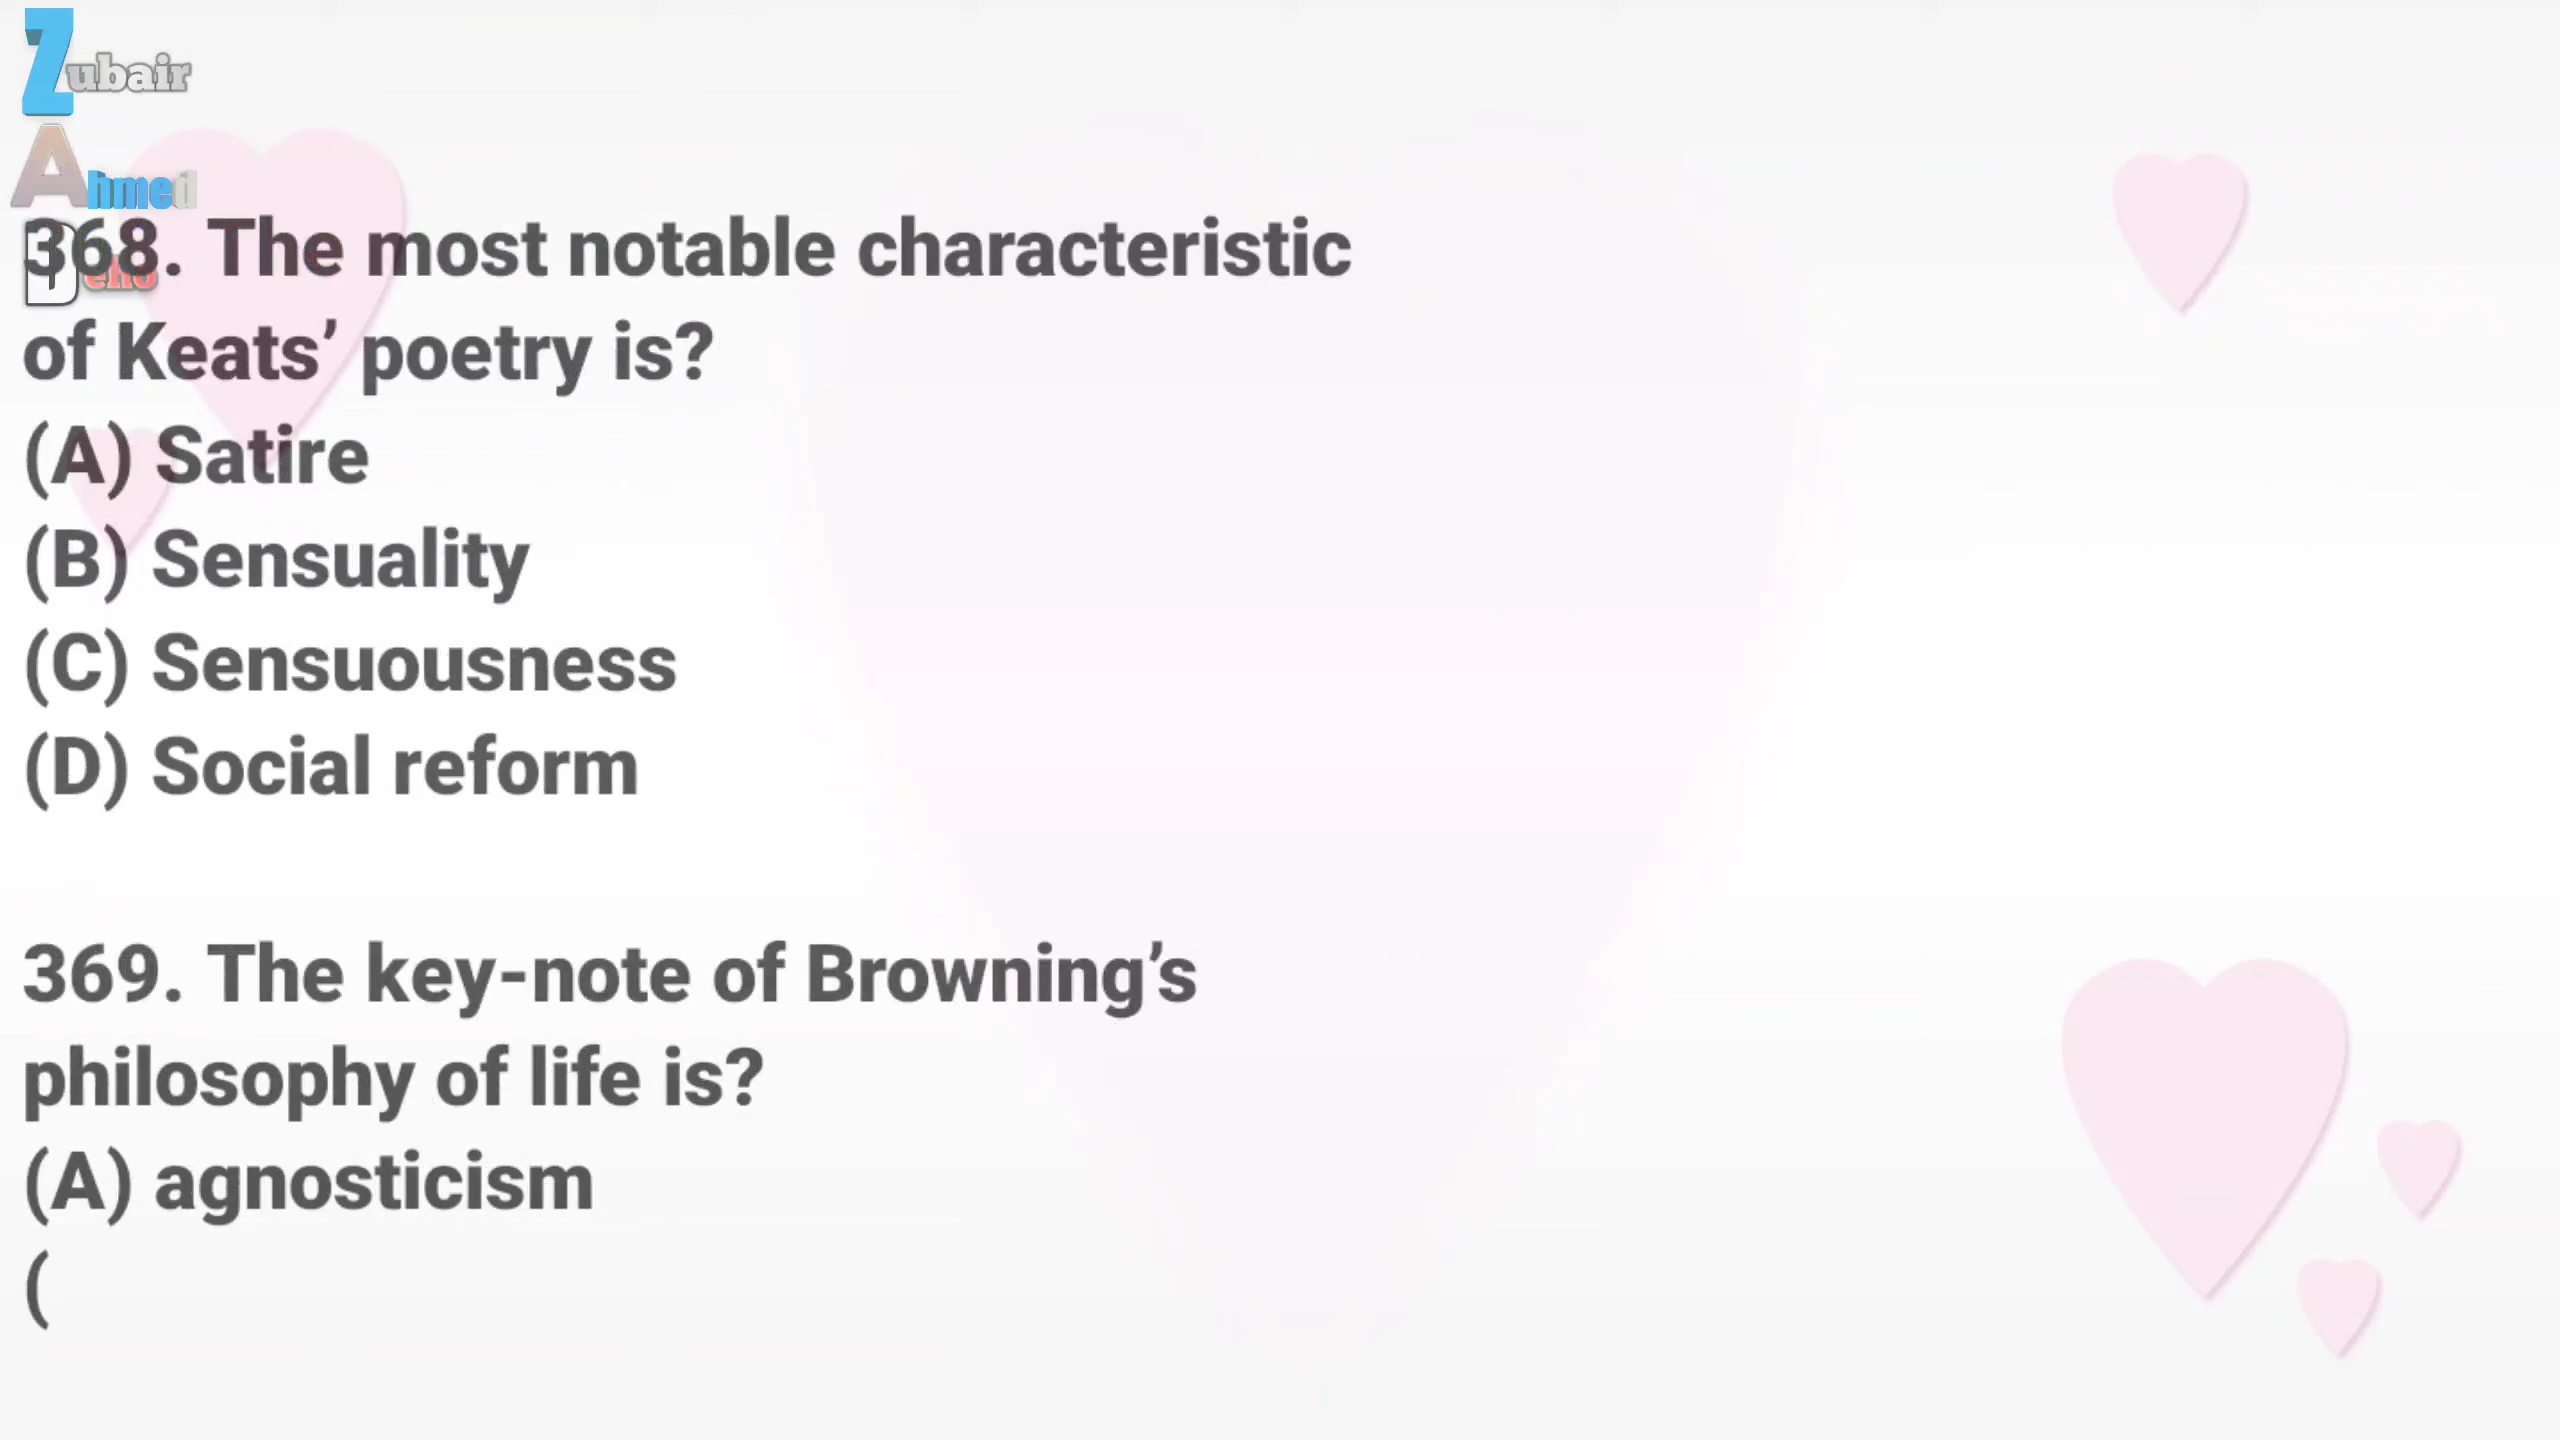 Zubair
Ahmed
Deho
368. The most notable characteristic
of Keats’ poetry is?
(A) Satire
(B) Sensuality
(C) Sensuousness
(D) Social reform
369. The key-note of Browning’s
philosophy of life is?
(A) agnosticism
(